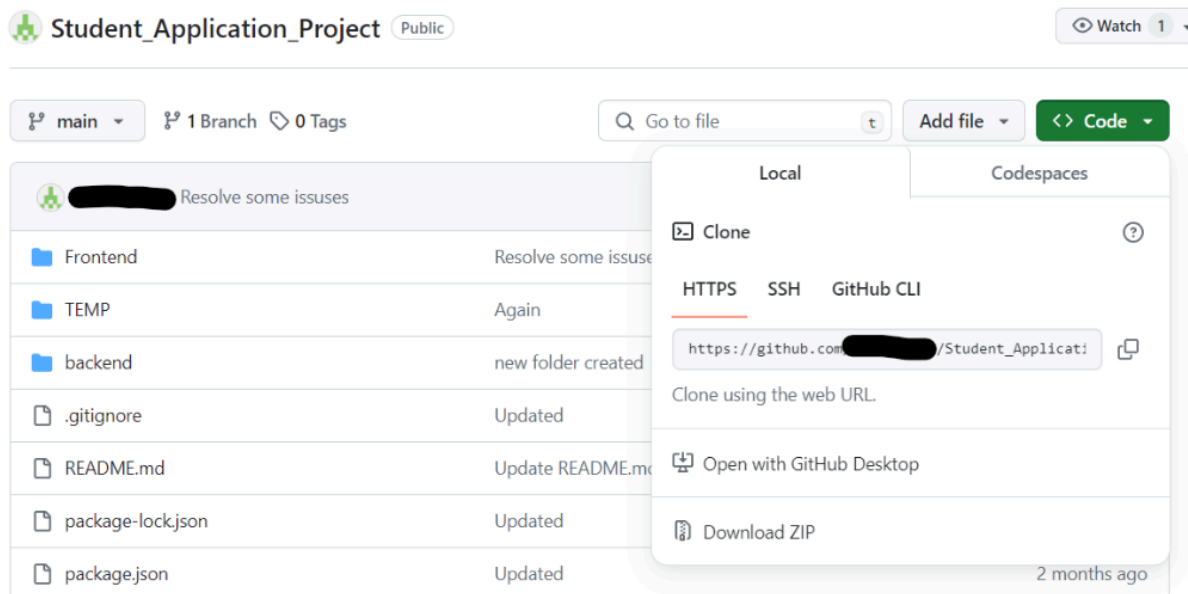 Student_Application_Project Public
Watch 1
main
1 Branch
0 Tags
Go to file t
Add file
<> Code
Resolve some issuses
Local
Codespaces
Clone
HTTPS SSH GitHub CLI
https://github.com /Student_Applicati
Clone using the web URL.
Open with GitHub Desktop
Download ZIP
Frontend Resolve some issuse
TEMP Again
backend new folder created
.gitignore Updated
README.md Update README.md
package-lock.json Updated
package.json Updated 2 months ago